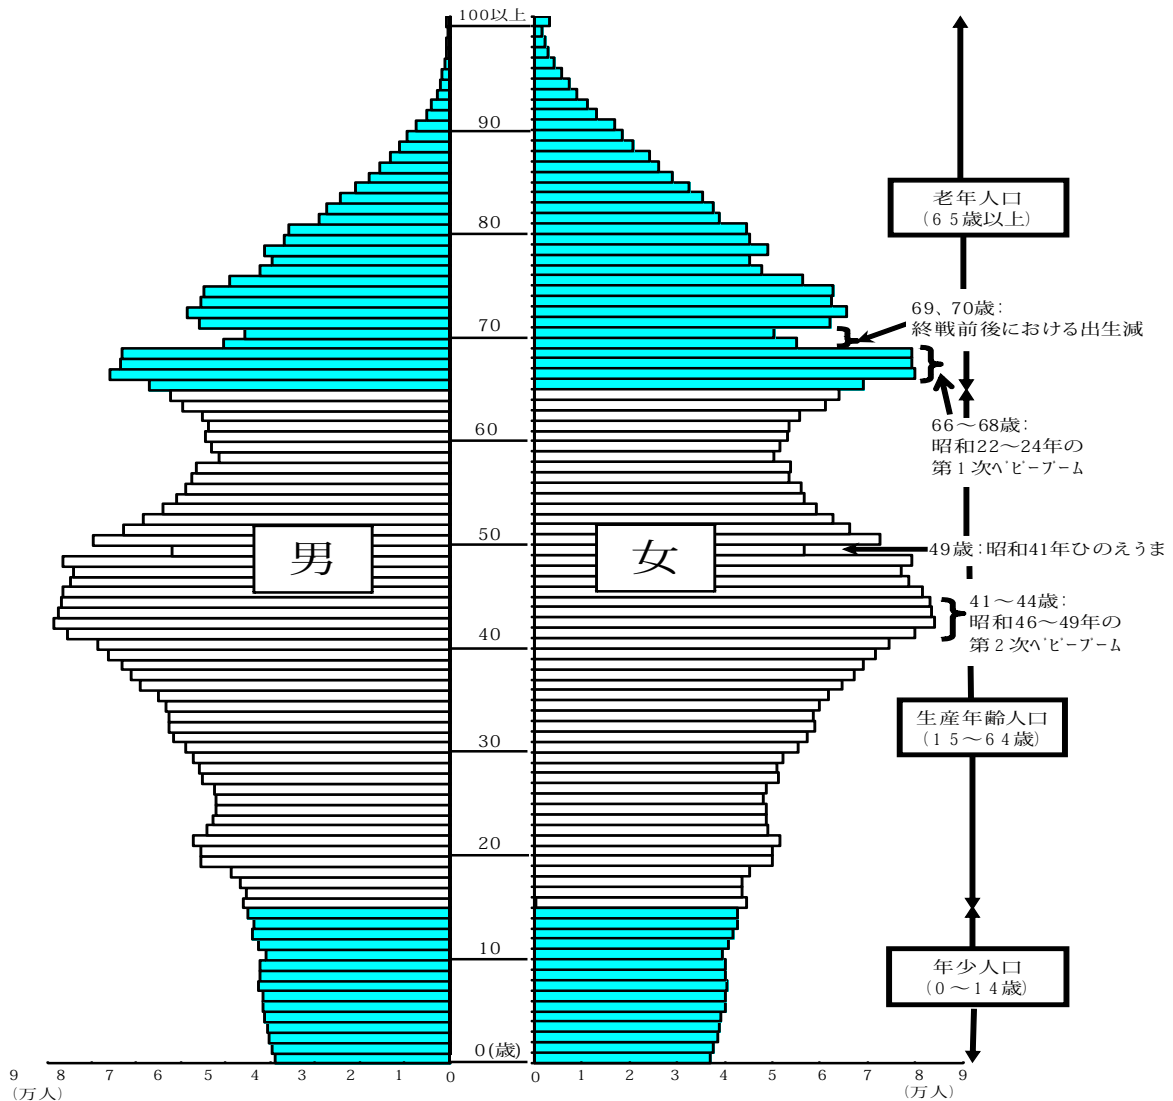 100以上
90
80
70
60
50
40
30
20
10
0(歳)
男
女
老年人口
(65歳以上)
69、70歳:
終戦前後における出生減
66～68歳:
昭和22～24年の
第1次ﾍﾞﾋﾞｰﾌﾞｰﾑ
49歳:昭和41年ひのえうま
41～44歳:
昭和46～49年の
第2次ﾍﾞﾋﾞｰﾌﾞｰﾑ
生産年齢人口
(15～64歳)
年少人口
(0～14歳)
9 8 7 6 5 4 3 2 1 0
(万人)
0 1 2 3 4 5 6 7 8 9
(万人)